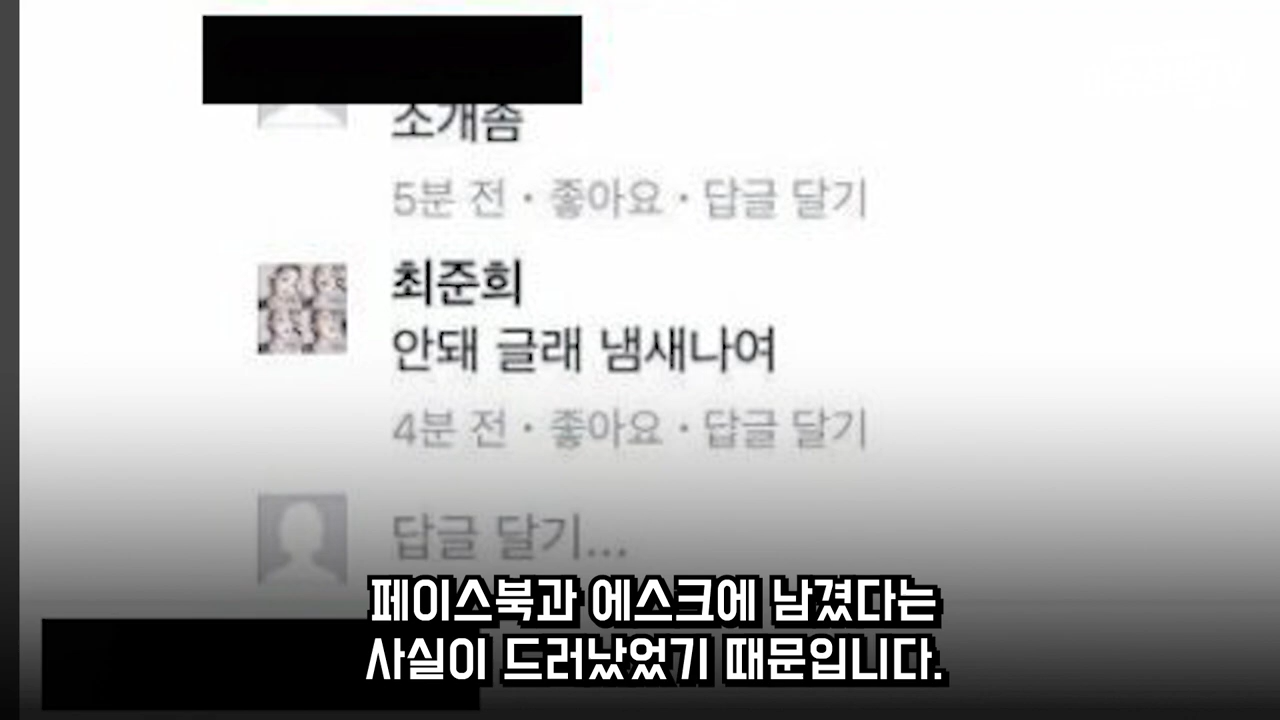 소개좀
5분 전 · 좋아요 · 답글 달기
최준희
안돼 글래 냄새나여
4분 전 · 좋아요 · 답글 달기
답글 달기...
페이스북과 에스크에 남겼다는
사실이 드러났었기 때문입니다.